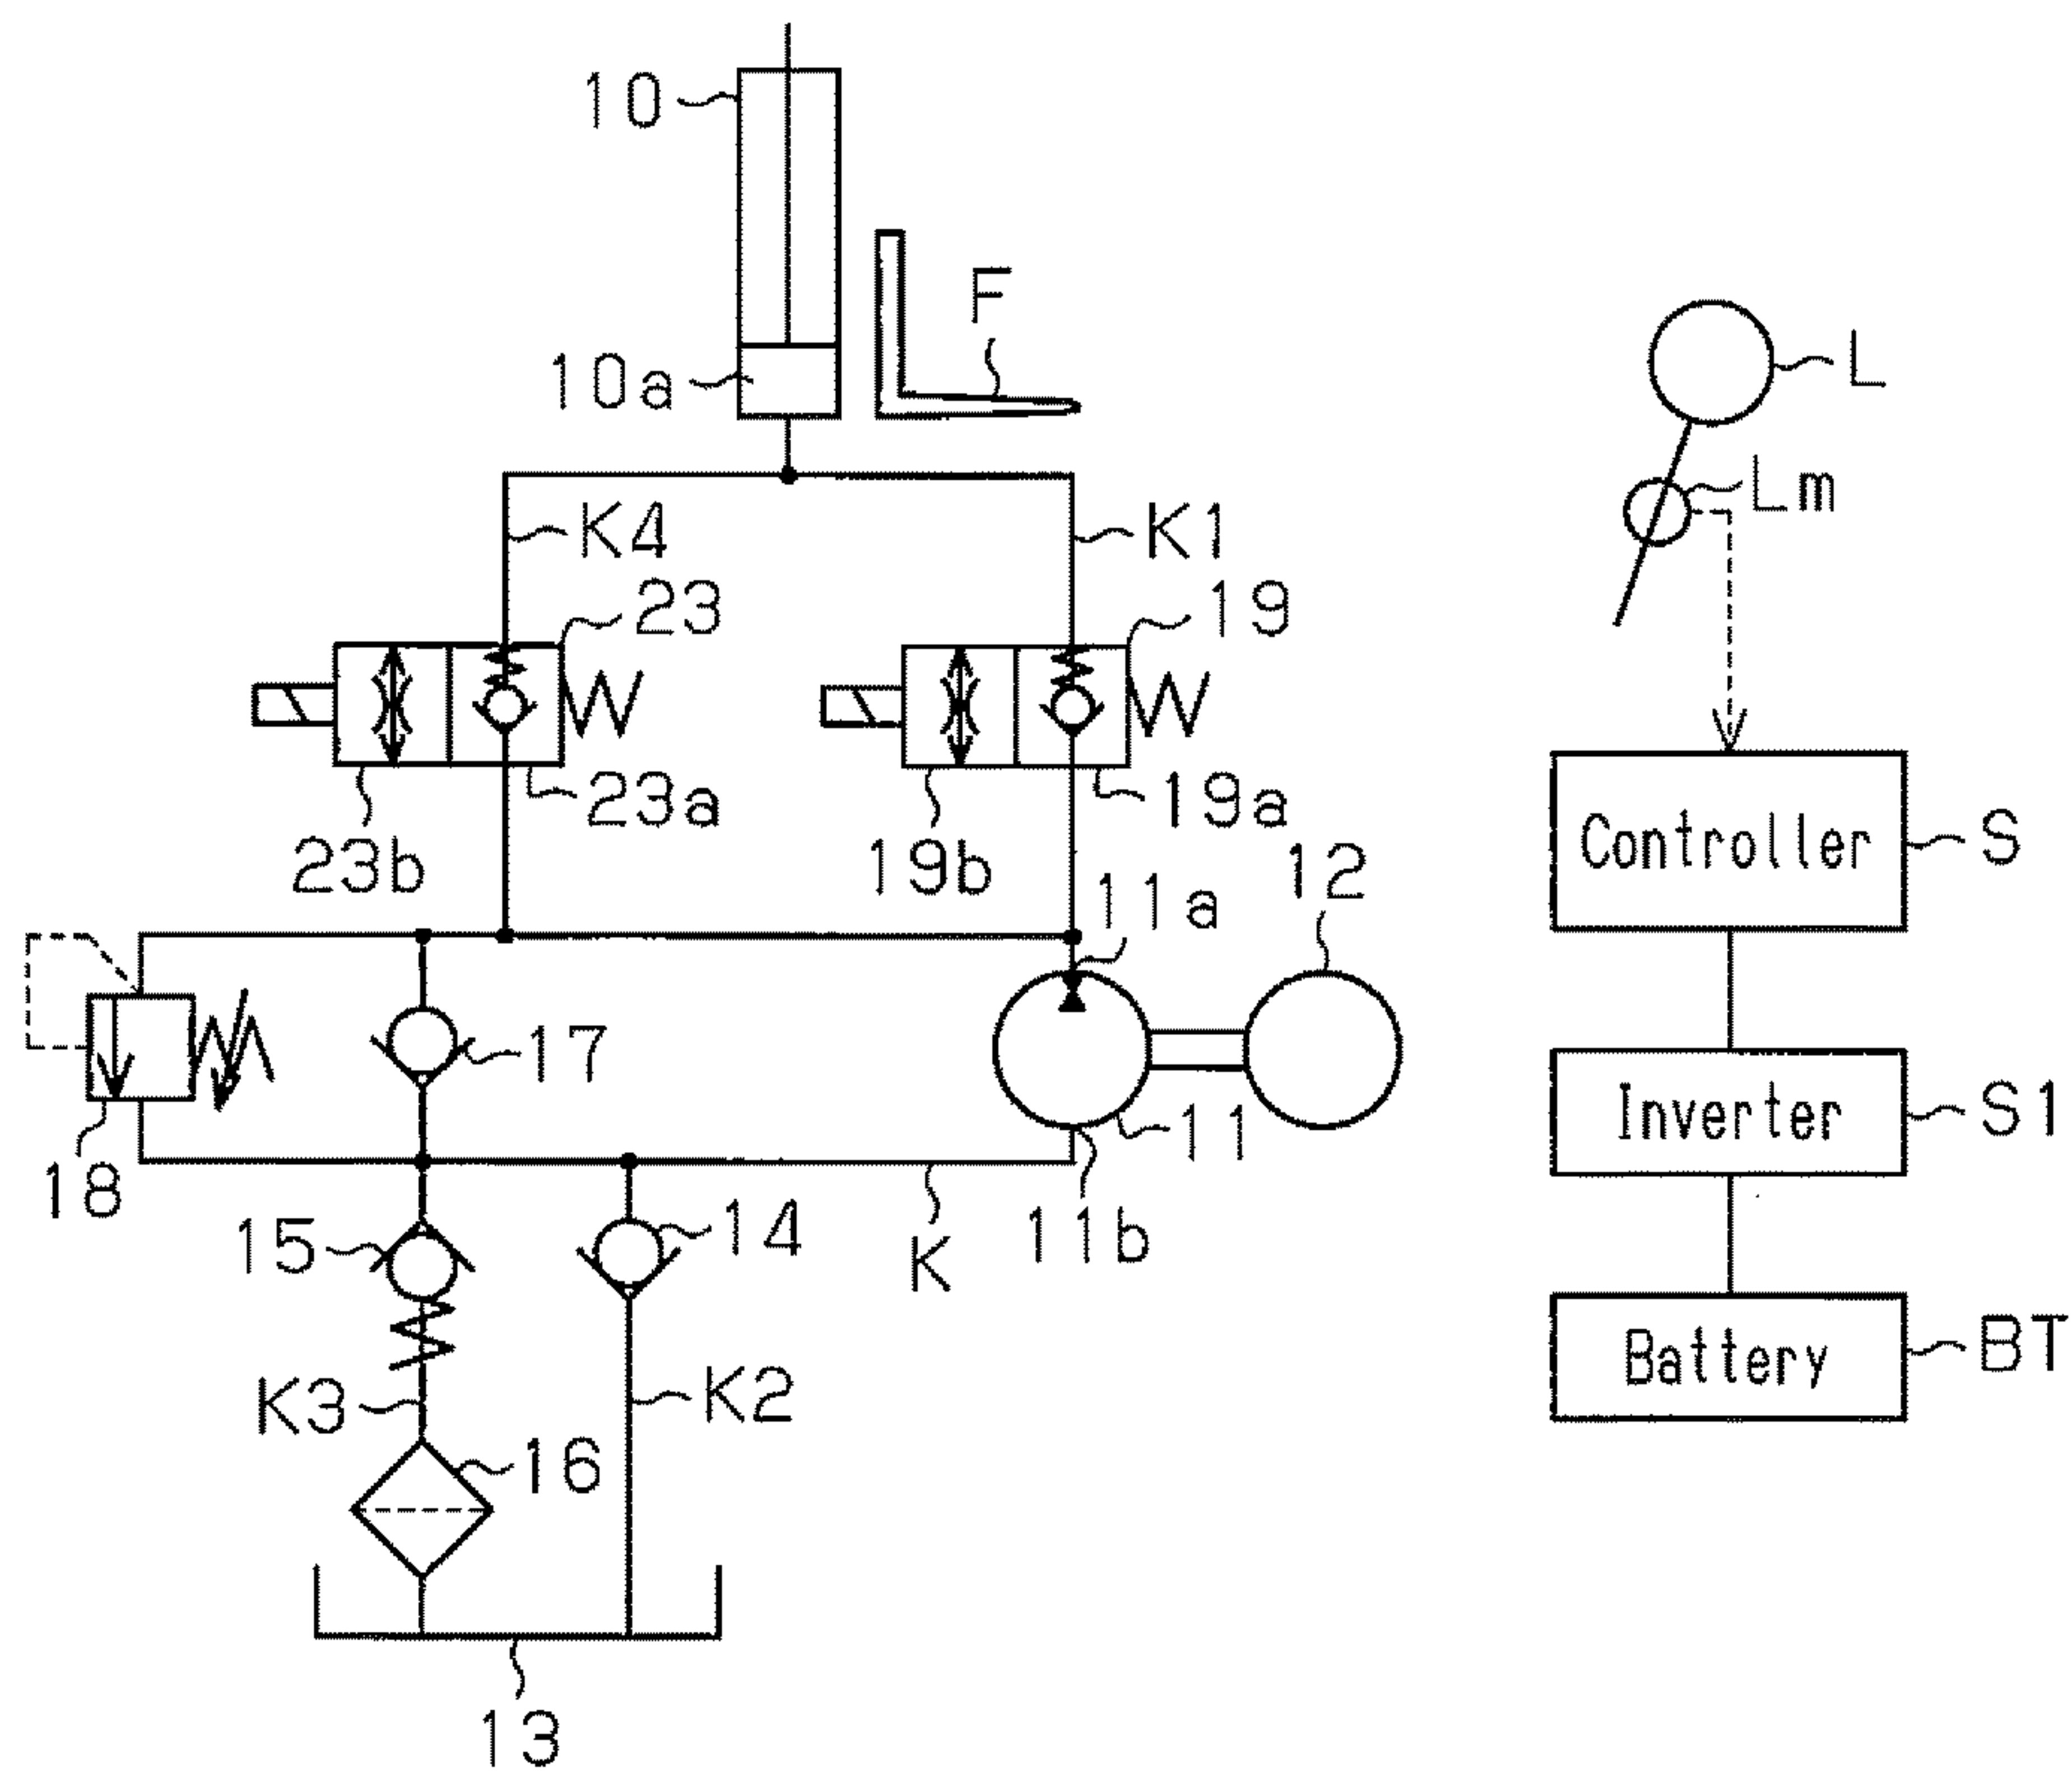 10
F
10a
L
Lm
K4
K1
23
19
23a
19a
23b
19b
11a
12
Controller
S
17
11
Inverter
S1
18
15
14
K
11b
Battery
BT
K3
K2
16
13